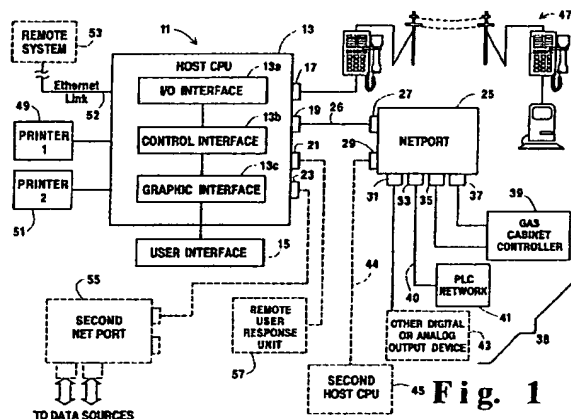 REMOTE
SYSTEM
53
11
13
47
HOST CPU
13a
I/O INTERFACE
17
Ethernet
Link
52
49
PRINTER
1
13b
CONTROL INTERFACE
19
26
27
25
NETPORT
29
21
13c
GRAPHIC INTERFACE
23
PRINTER
2
51
31
33
35
37
39
GAS
CABINET
CONTROLLER
USER INTERFACE
15
44
40
PLC
NETWORK
41
55
SECOND
NET PORT
REMOTE
USER
RESPONSE
UNIT
57
OTHER DIGITAL
OR ANALOG
OUTPUT DEVICE
43
38
SECOND
HOST CPU
45
Fig. 1
TO DATA SOURCES